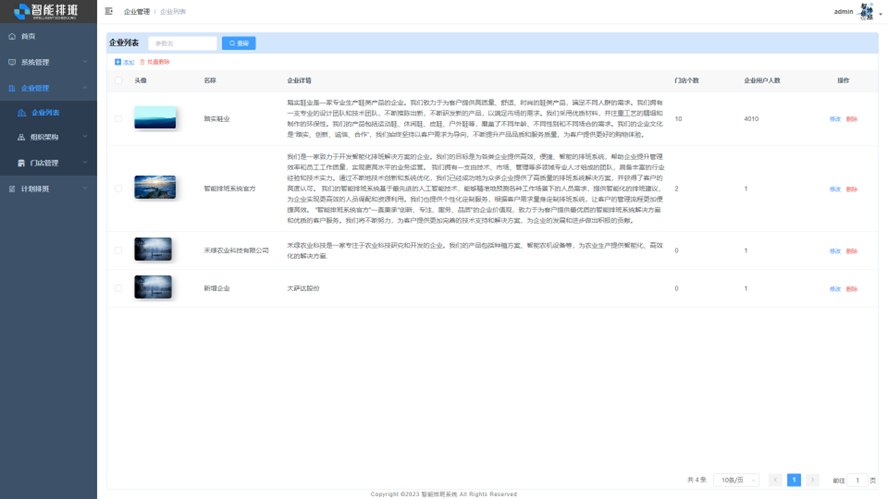 智能排班
INTELLIGENT SCHEDULING
企业管理 / 企业列表
admin
首页
系统管理
企业管理
企业列表
组织架构
门店管理
计划排班
企业列表
参数名
查询
添加
批量删除
头像 名称 企业详情 门店个数 企业用户人数 操作
踏实鞋业是一家专业生产鞋类产品的企业。我们致力于为客户提供高质量、舒适、时尚的鞋类产品，满足不同人群的需求。我们拥有
一支专业的设计团队和技术团队，不断推陈出新，不断研发新的产品，以满足市场的需求。我们采用优质材料，并注重工艺的精细和
制作的环保性。我们的产品包括运动鞋、休闲鞋、皮鞋、户外鞋等，覆盖了不同年龄、不同性别和不同场合的需求。我们的企业文化
是“踏实、创新、诚信、合作”，我们始终坚持以客户需求为导向，不断提升产品品质和服务质量，为客户提供更好的购物体验。
踏实鞋业 10 4010 修改 删除
我们是一家致力于开发智能化排班解决方案的企业。我们的目标是为各类企业提供高效、便捷、智能的排班系统，帮助企业提升管理
效率和员工工作质量，实现更高水平的业务运营。 我们拥有一支由技术、市场、管理等多领域专业人才组成的团队，具备丰富的行业
经验和技术实力。通过不断地技术创新和系统优化，我们已经成功地为众多企业提供了高质量的排班系统解决方案，并获得了客户的
高度认可。 我们的智能排班系统基于最先进的人工智能技术，能够精准地预测各种工作场景下的人员需求，提供智能化的排班建议，
为企业实现更高效的人员调配和资源利用。我们也提供个性化定制服务，根据客户需求量身定制排班系统，让客户的管理流程更加便
捷高效。 “智能排班系统官方”一直秉承“创新、专注、服务、品质”的企业价值观，致力于为客户提供最优质的智能排班系统解决方案
和优质的客户服务。我们将不断努力，为客户提供更加完善的技术支持和解决方案，为企业的发展和进步做出积极的贡献。
智能排班系统官方 2 1 修改 删除
禾绿农业科技有限公司 禾绿农业科技是一家专注于农业科技研究和开发的企业。我们的产品包括种植方案、智能农机设备等，为农业生产提供智能化、高效
化的解决方案. 0 1 修改 删除
新增企业 大萨达股份 0 1 修改 删除
共 4 条 10条/页 1 前往 1 页
Copyright ©2023 智能排班系统 All Rights Reserved